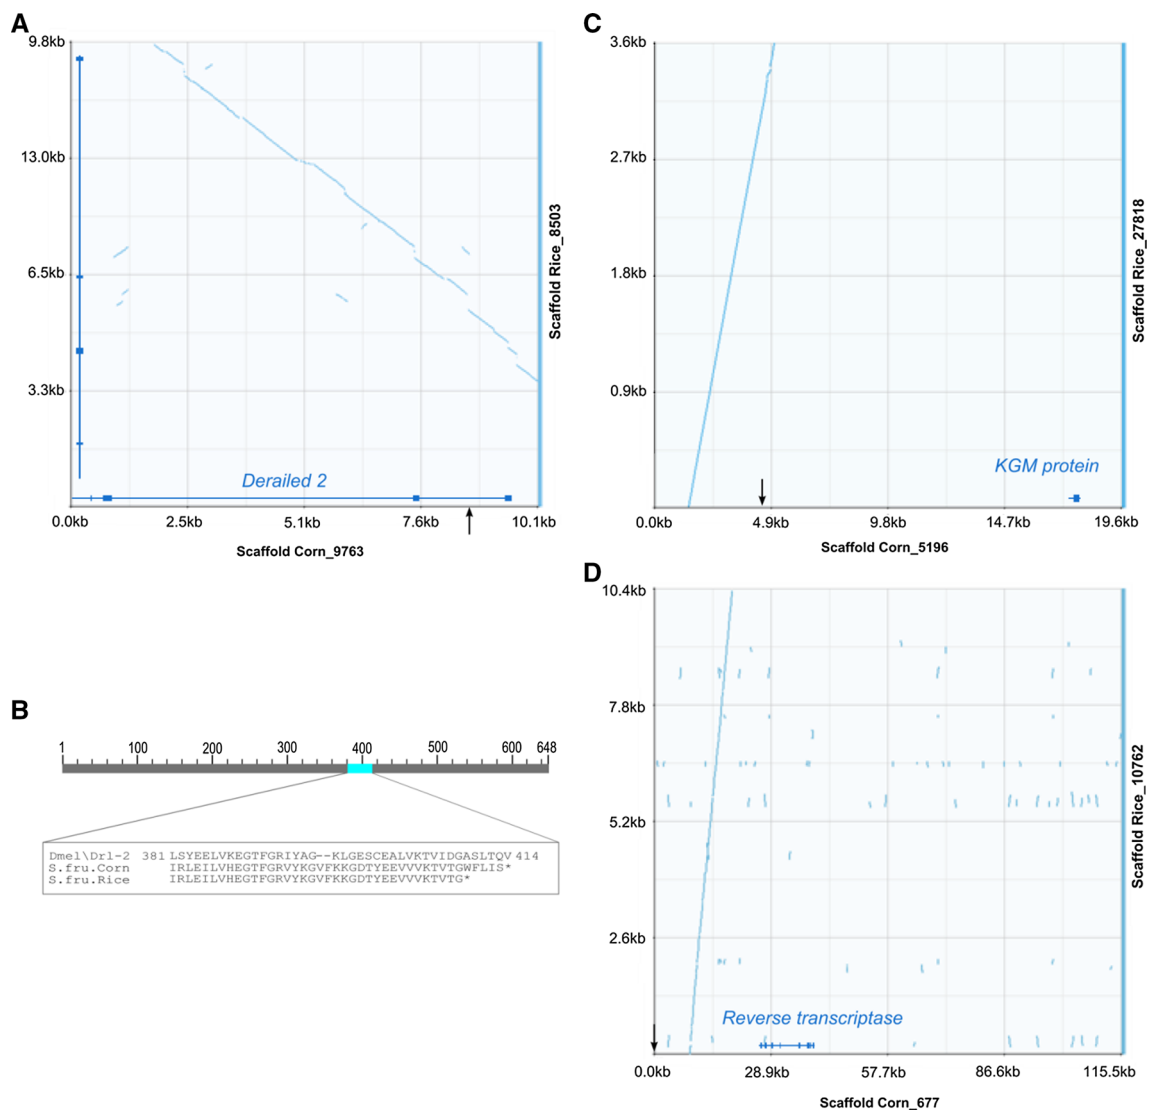 A
9.8kb
13.0kb
6.5kb
3.3kb
Derailed 2
0.0kb 2.5kb 5.1kb 7.6kb 10.1kb
Scaffold Corn_9763
Scaffold Rice_8503
B
1 100 200 300 400 500 600 648
Dmel\Drl-2 381 LSYEELVKEGTFGRIYAG--KLGESCEALVKTVIDGASLTQV 414
S.fru.Corn IRLEILVHEGTFGRVYKGVFKKGDTYEEVVVKTVTGWFLIS*
S.fru.Rice IRLEILVHEGTFGRVYKGVFKKGDTYEEVVVKTVTG*
C
3.6kb
2.7kb
1.8kb
0.9kb
KGM protein
0.0kb 4.9kb 9.8kb 14.7kb 19.6kb
Scaffold Corn_5196
Scaffold Rice_27818
D
10.4kb
7.8kb
5.2kb
2.6kb
Reverse transcriptase
0.0kb 28.9kb 57.7kb 86.6kb 115.5kb
Scaffold Corn_677
Scaffold Rice_10762